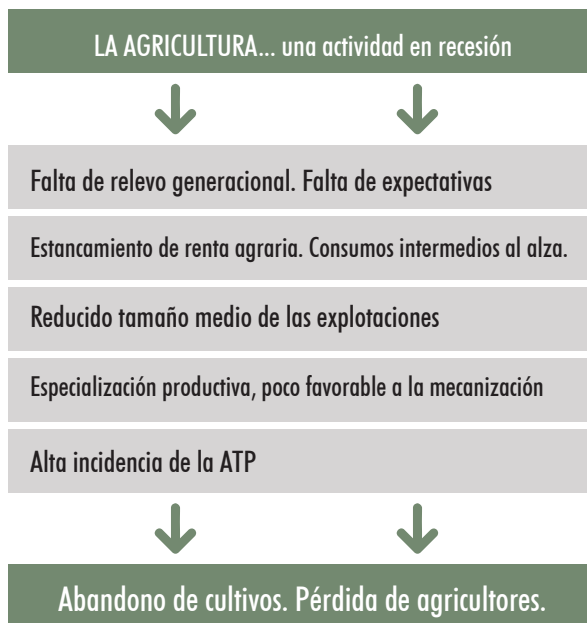 LA AGRICULTURA... una actividad en recesión
Falta de relevo generacional. Falta de expectativas
Estancamiento de renta agraria. Consumos intermedios al alza.
Reducido tamaño medio de las explotaciones
Especialización productiva, poco favorable a la mecanización
Alta incidencia de la ATP
Abandono de cultivos. Pérdida de agricultores.